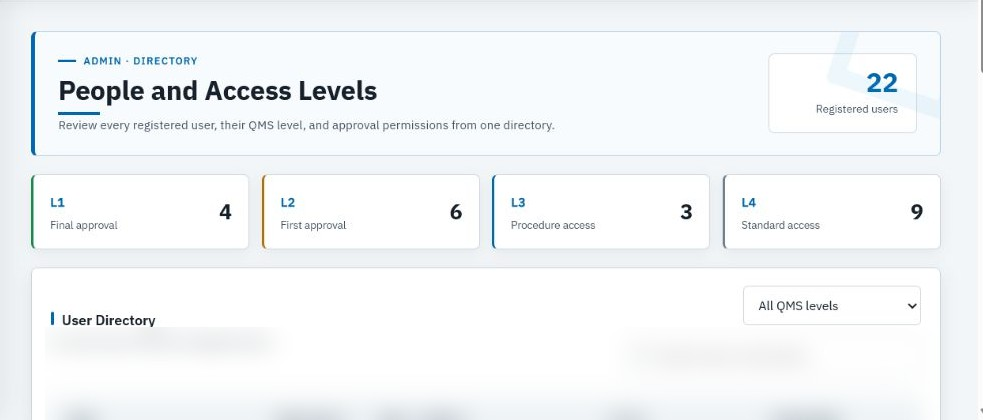 ADMIN · DIRECTORY
People and Access Levels
Review every registered user, their QMS level, and approval permissions from one directory.
22
Registered users
L1
Final approval
4
L2
First approval
6
L3
Procedure access
3
L4
Standard access
9
User Directory
All QMS levels